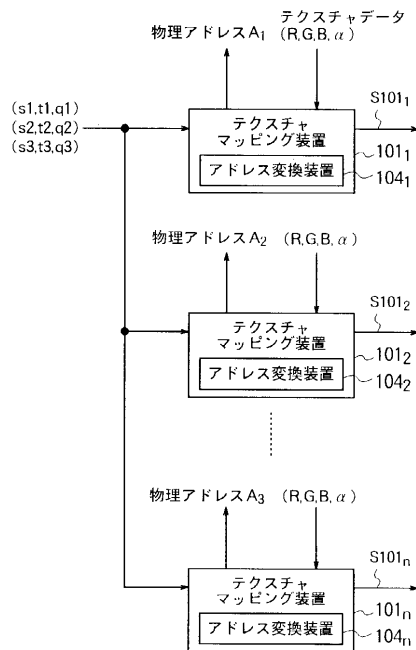 テクスチャデータ
物理アドレスA₁ (R,G,B,α)
(s1,t1,q1)
(s2,t2,q2)
(s3,t3,q3)
S101₁
テクスチャ
マッピング装置
101₁
アドレス変換装置
104₁
物理アドレスA₂ (R,G,B,α)
S101₂
テクスチャ
マッピング装置
101₂
アドレス変換装置
104₂
物理アドレスA₃ (R,G,B,α)
S101ₙ
テクスチャ
マッピング装置
101ₙ
アドレス変換装置
104ₙ